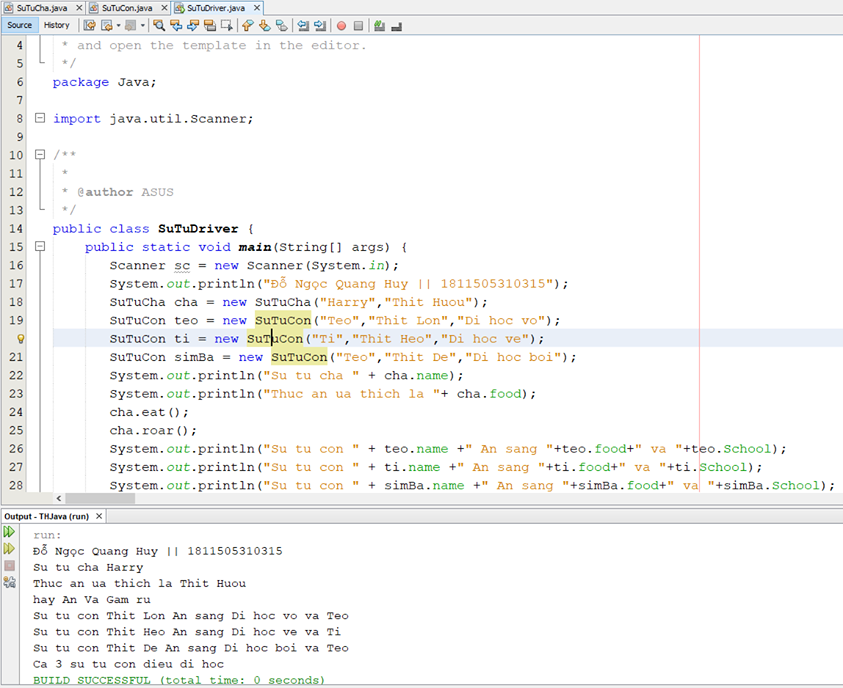 SuTuCha.java SuTuCon.java SuTuDriver.java
Source History
4 * and open the template in the editor.
5 */
6 package Java;
7
8 import java.util.Scanner;
9
10 /**
11 *
12 * @author ASUS
13 */
14 public class SuTuDriver {
15 public static void main(String[] args) {
16 Scanner sc = new Scanner(System.in);
17 System.out.println("Đỗ Ngọc Quang Huy || 1811505310315");
18 SuTuCha cha = new SuTuCha("Harry","Thit Huou");
19 SuTuCon teo = new SuTuCon("Teo","Thit Lon","Di hoc vo");
SuTuCon ti = new SuTuCon("Ti","Thit Heo","Di hoc ve");
21 SuTuCon simBa = new SuTuCon("Teo","Thit De","Di hoc boi");
22 System.out.println("Su tu cha " + cha.name);
23 System.out.println("Thuc an ua thich la "+ cha.food);
24 cha.eat();
25 cha.roar();
26 System.out.println("Su tu con " + teo.name +" An sang "+teo.food+" va "+teo.School);
27 System.out.println("Su tu con " + ti.name +" An sang "+ti.food+" va "+ti.School);
28 System.out.println("Su tu con " + simBa.name +" An sang "+simBa.food+" va "+simBa.School);
Output - THJava (run)
run:
Đỗ Ngọc Quang Huy || 1811505310315
Su tu cha Harry
Thuc an ua thich la Thit Huou
hay An Va Gam ru
Su tu con Thit Lon An sang Di hoc vo va Teo
Su tu con Thit Heo An sang Di hoc ve va Ti
Su tu con Thit De An sang Di hoc boi va Teo
Ca 3 su tu con dieu di hoc
BUILD SUCCESSFUL (total time: 0 seconds)